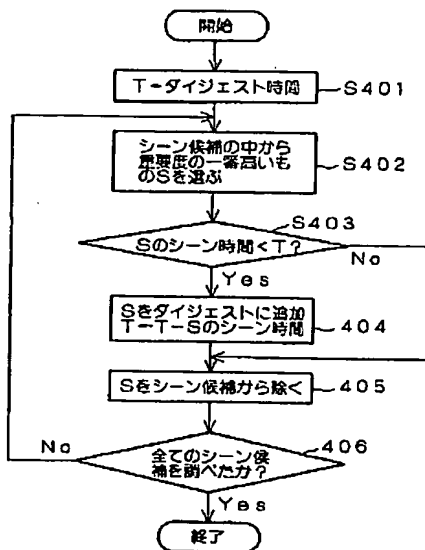 開始
T－ダイジェスト時間
S401
シーン候補の中から
重要度の一番高いも
のSを選ぶ
S402
S403
Sのシーン時間＜T？
No
Yes
Sをダイジェストに追加
T－T－Sのシーン時間
404
Sをシーン候補から除く
405
406
No
全てのシーン候
補を調べたか？
Yes
終了